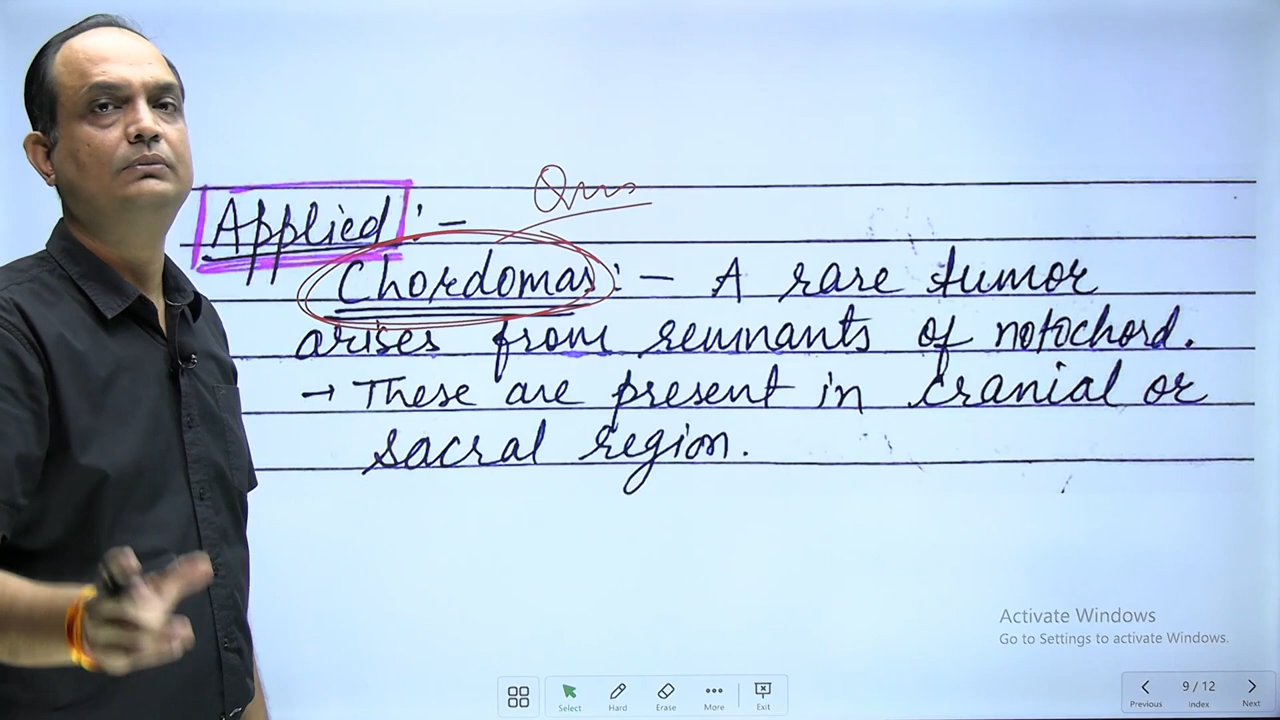 Ques
Applied :-
Chordomas :- A rare tumor
arises from remnants of notochord.
→ These are present in cranial or
sacral region.
Activate Windows
Go to Settings to activate Windows.
Select Hard Erase More Exit
Previous 9 / 12 Index Next